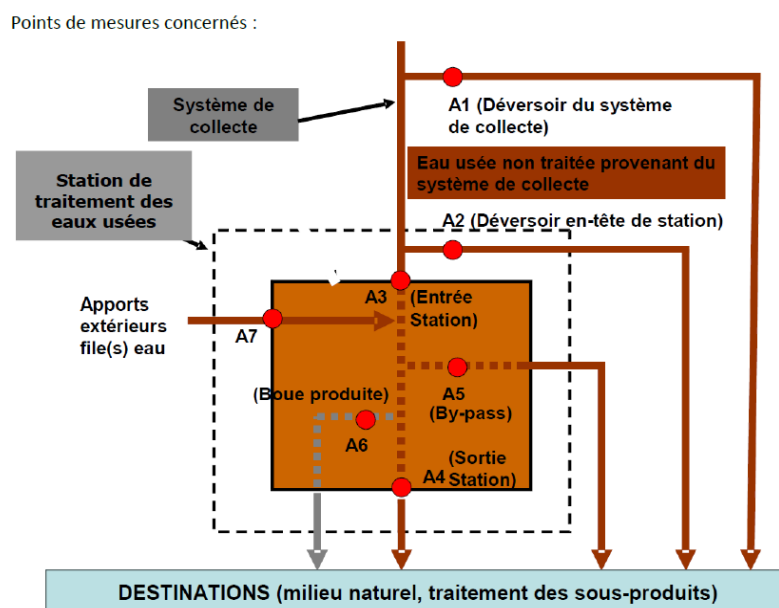 Points de mesures concernés :
Système de
collecte
A1 (Déversoir du système
de collecte)
Eau usée non traitée provenant du
système de collecte
Station de
traitement des
eaux usées
A2 (Déversoir en-tête de station)
A3
(Entrée
Station)
Apports
extérieurs
file(s) eau
A7
(Boue produite)
A5
(By-pass)
A6
(Sortie
Station)
A4
DESTINATIONS (milieu naturel, traitement des sous-produits)